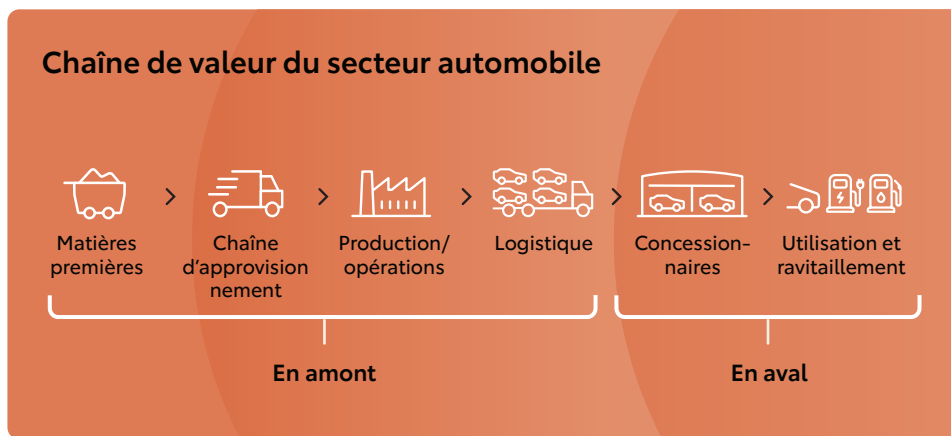 Chaîne de valeur du secteur automobile
Matières
premières
Chaîne
d'approvision
nement
Production/
opérations
Logistique
Concession-
naires
Utilisation et
ravitaillement
En amont
En aval